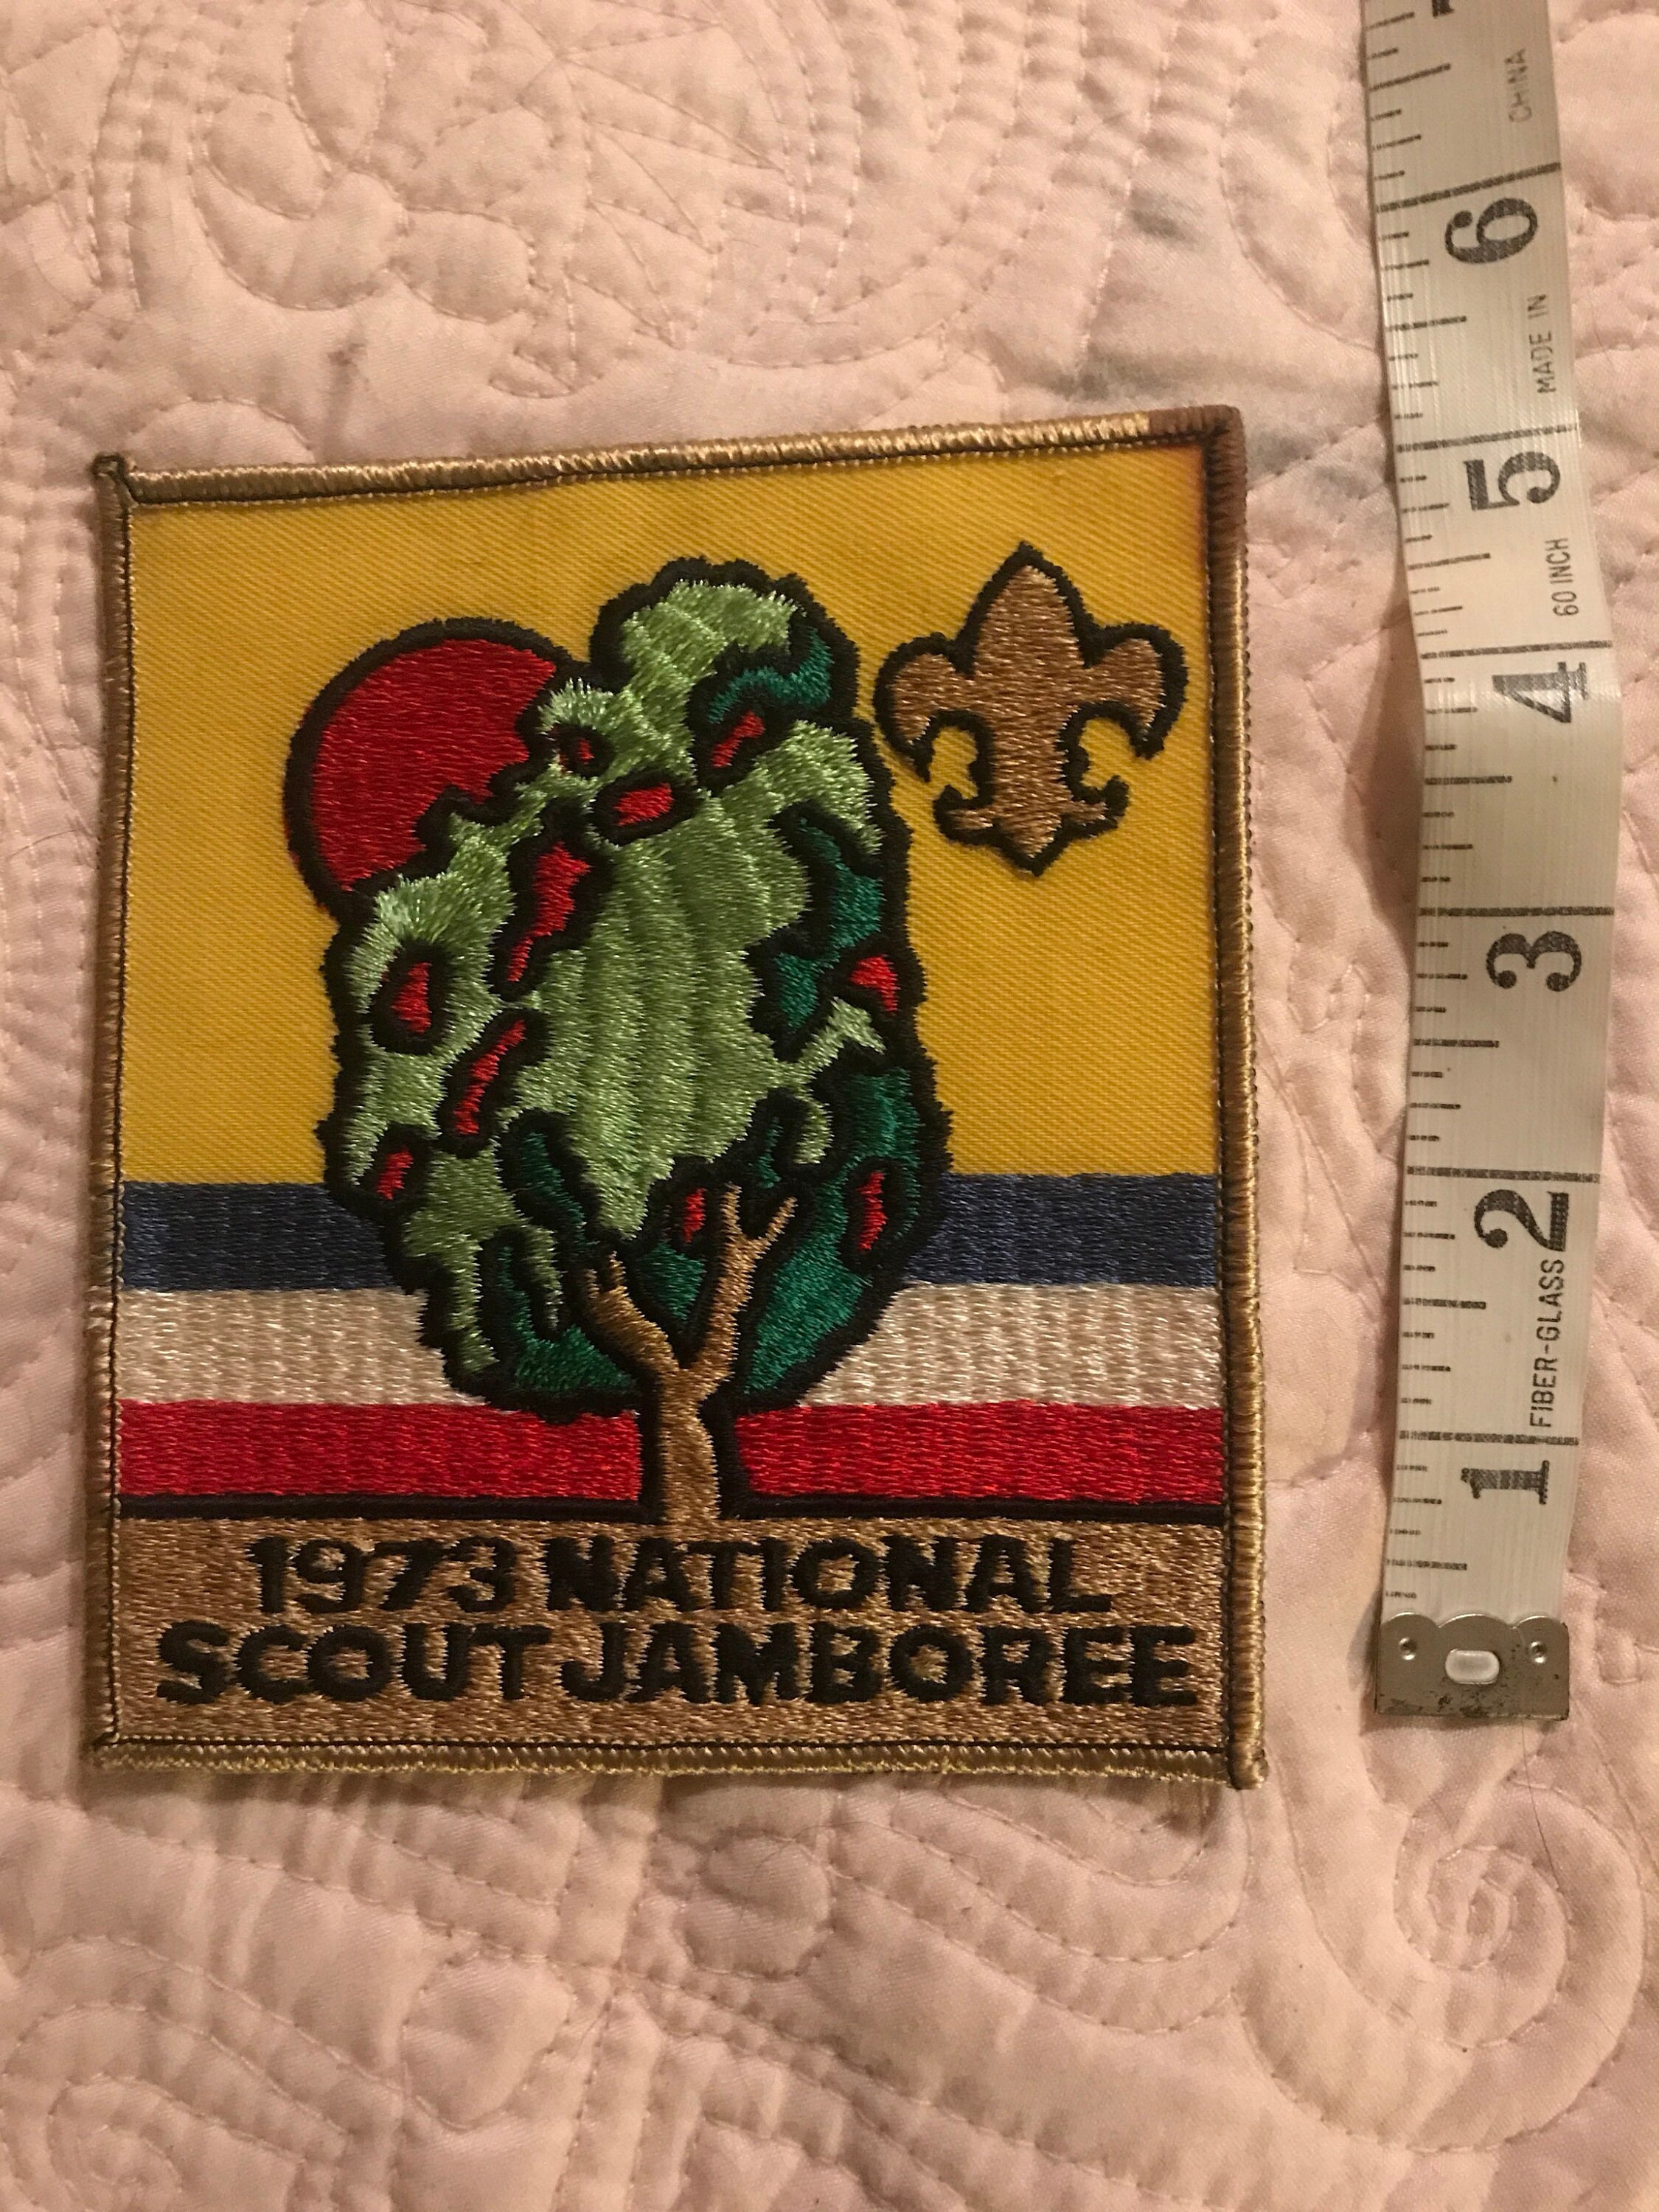 1973 NATIONAL
SCOUT JAMBOREE
1
FIBER-GLASS
2
3
4
60 INCH
5
MADE IN
6
CHINA